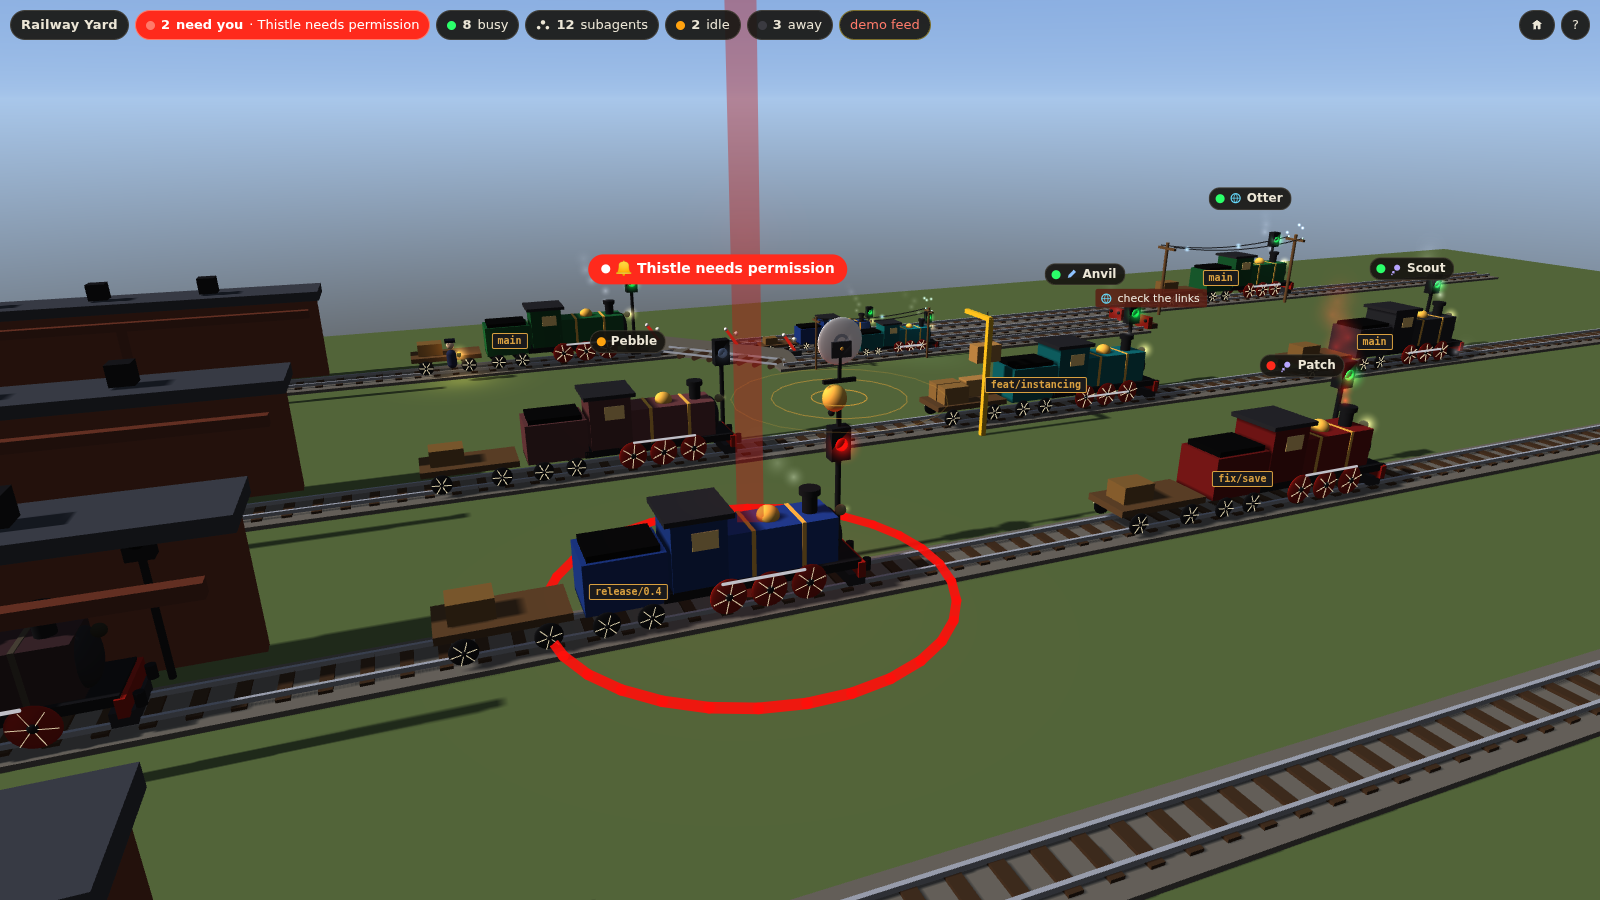 Railway Yard
2 need you · Thistle needs permission
8 busy
12 subagents
2 idle
3 away
demo feed
?
Otter
Thistle needs permission
Anvil
Scout
main
check the links
main
Pebble
main
Patch
feat/instancing
fix/save
release/0.4